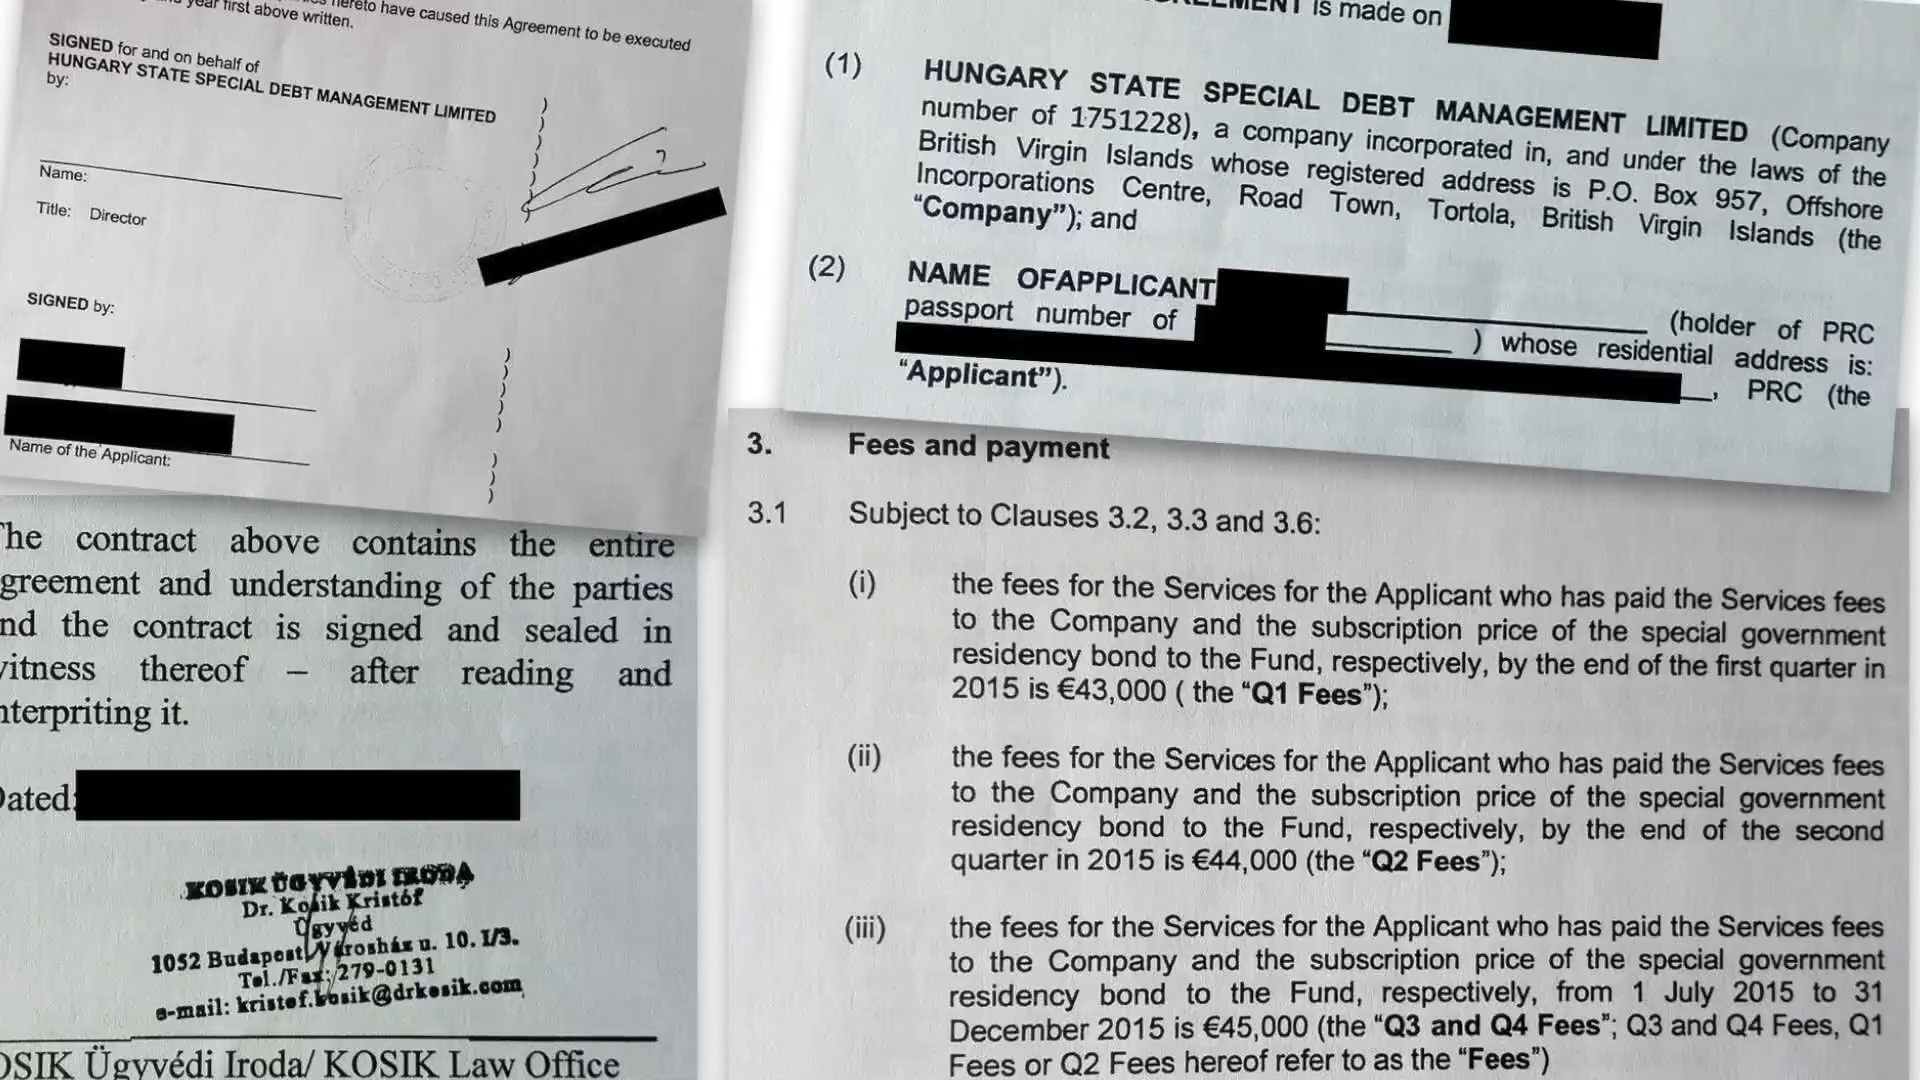 hereto have caused this Agreement to be executed
year first above written.
SIGNED for and on behalf of
HUNGARY STATE SPECIAL DEBT MANAGEMENT LIMITED
by:
Name:
Title: Director
SIGNED by:
Name of the Applicant:
is made on
(1) HUNGARY STATE SPECIAL DEBT MANAGEMENT LIMITED (Company
number of 1751228), a company incorporated in, and under the laws of the
British Virgin Islands whose registered address is P.O. Box 957, Offshore
Incorporations Centre, Road Town, Tortola, British Virgin Islands (the
“Company”); and
(2) NAME OFAPPLICANT (holder of PRC
passport number of ) whose residential address is:
, PRC (the
“Applicant”).
The contract above contains the entire
greement and understanding of the parties
nd the contract is signed and sealed in
vitness thereof – after reading and
nterpriting it.
Dated:
KOSIK ÜGYVÉDI IRODA
Dr. Kosik Kristóf
Ügyvéd
1052 Budapest Városház u. 10. I/3.
Tel./Fax: 279-0131
e-mail: kristof.kosik@drkosik.com
OSIK Ügyvédi Iroda/ KOSIK Law Office
3. Fees and payment
3.1 Subject to Clauses 3.2, 3.3 and 3.6:
(i) the fees for the Services for the Applicant who has paid the Services fees
to the Company and the subscription price of the special government
residency bond to the Fund, respectively, by the end of the first quarter in
2015 is €43,000 ( the “Q1 Fees”);
(ii) the fees for the Services for the Applicant who has paid the Services fees
to the Company and the subscription price of the special government
residency bond to the Fund, respectively, by the end of the second
quarter in 2015 is €44,000 (the “Q2 Fees”);
(iii) the fees for the Services for the Applicant who has paid the Services fees
to the Company and the subscription price of the special government
residency bond to the Fund, respectively, from 1 July 2015 to 31
December 2015 is €45,000 (the “Q3 and Q4 Fees”; Q3 and Q4 Fees, Q1
Fees or Q2 Fees hereof refer to as the “Fees”)